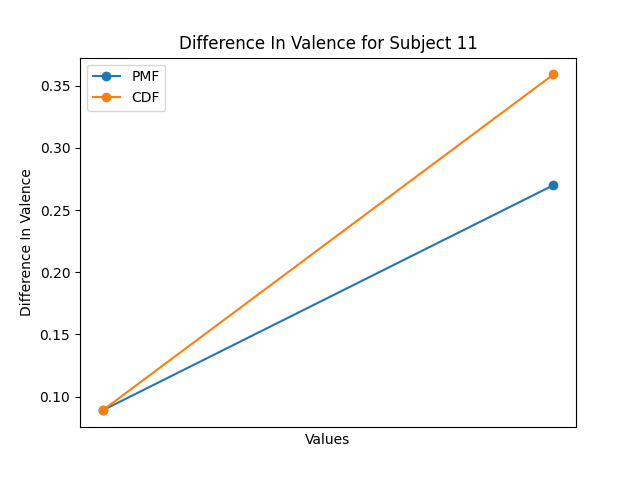 Difference In Valence for Subject 11
PMF
CDF
0.35
0.30
0.25
0.20
0.15
0.10
Difference In Valence
Values